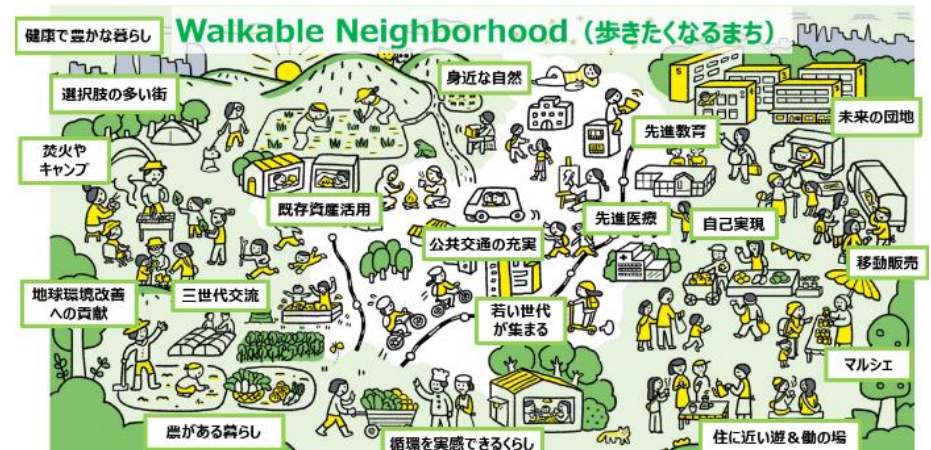 Walkable Neighborhood（歩きたくなるまち）
健康で豊かな暮らし
選択肢の多い街
身近な自然
先進教育
未来の団地
焚火や
キャンプ
既存資産活用
公共交通の充実
先進医療
自己実現
移動販売
地球環境改善
への貢献
三世代交流
若い世代
が集まる
マルシェ
農がある暮らし
循環を実感できるくらし
住に近い遊＆働の場